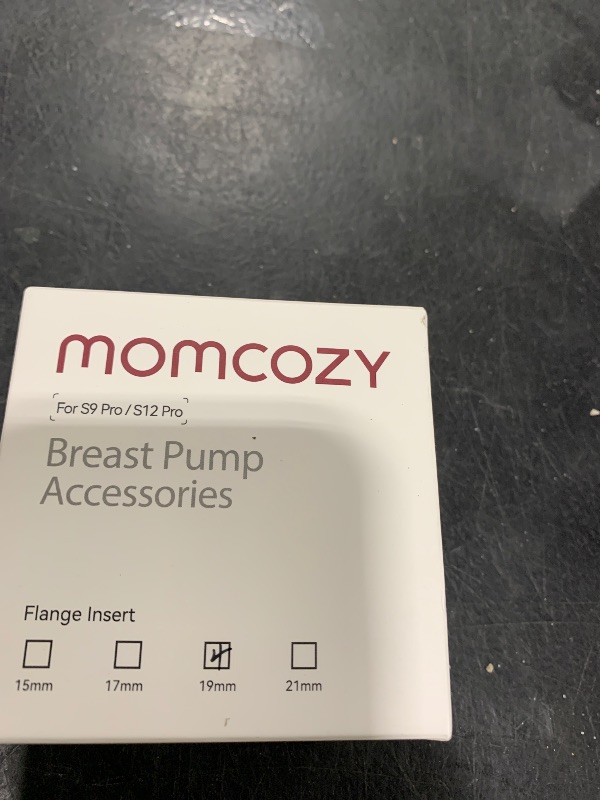 momcozy
For S9 Pro / S12 Pro
Breast Pump
Accessories
Flange Insert
15mm 17mm 19mm 21mm